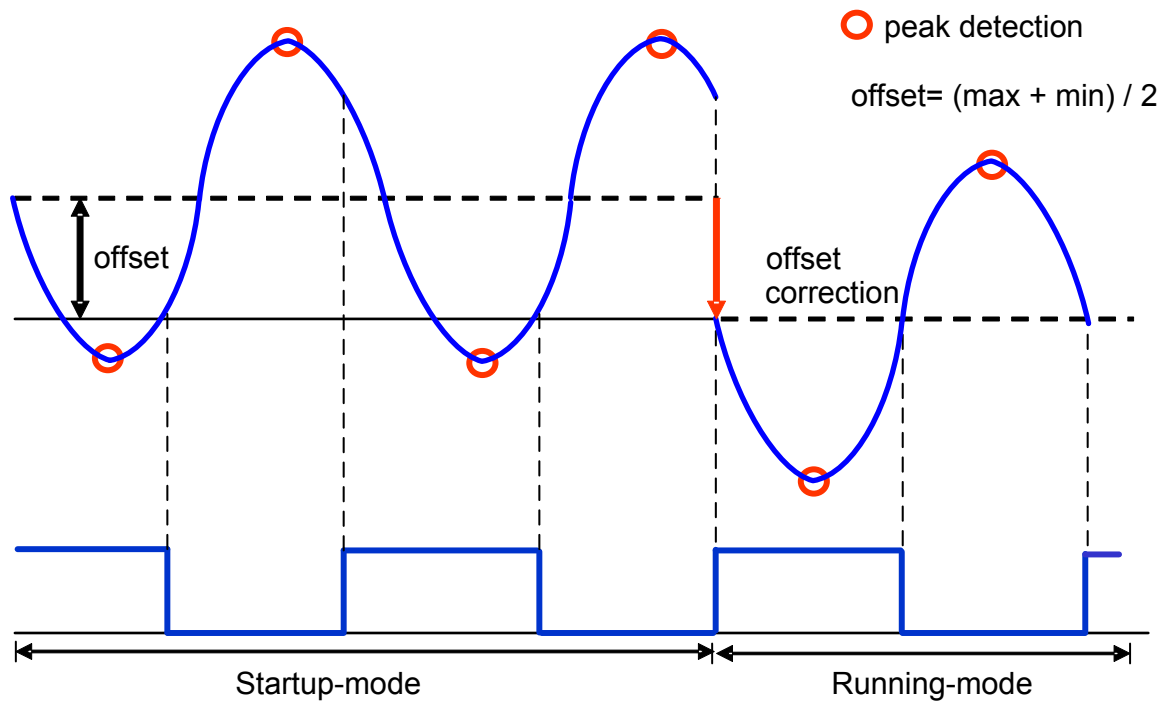 peak detection
offset= (max + min) / 2
offset
offset
correction
Startup-mode
Running-mode